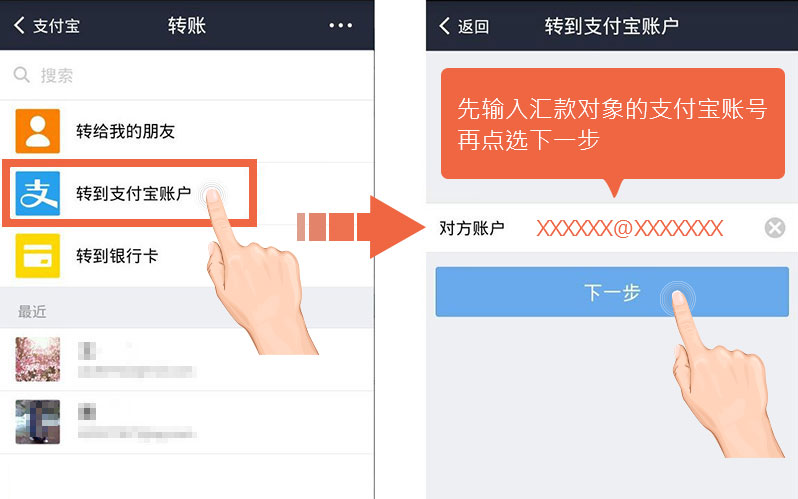 支付宝
转账
搜索
转给我的朋友
支
转到支付宝账户
转到银行卡
最近
返回
转到支付宝账户
先输入汇款对象的支付宝账号
再点选下一步
对方账户
XXXXXX@XXXXXXX
下一步